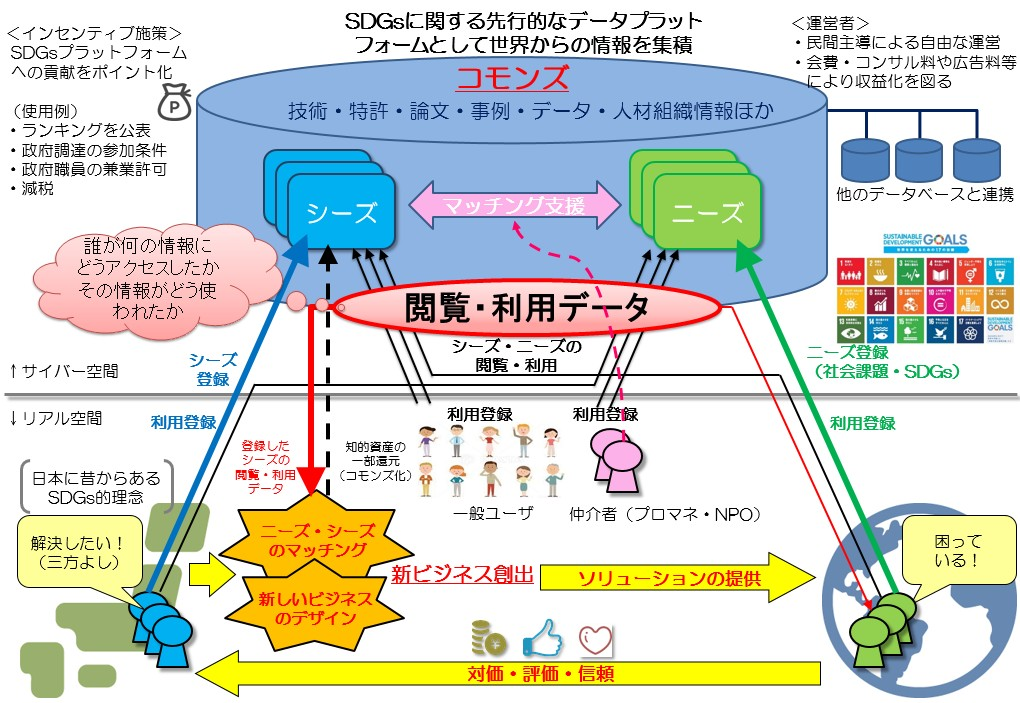 SDGsに関する先行的なデータプラット
フォームとして世界からの情報を集積
＜インセンティブ施策＞
SDGsプラットフォーム
への貢献をポイント化
P
（使用例）
・ランキングを公表
・政府調達の参加条件
・政府職員の兼業許可
・減税
＜運営者＞
・民間主導による自由な運営
・会費・コンサル料や広告料等
により収益化を図る
コモンズ
技術・特許・論文・事例・データ・人材組織情報ほか
他のデータベースと連携
シーズ
マッチング支援
ニーズ
誰が何の情報に
どうアクセスしたか
その情報がどう使
われたか
閲覧・利用データ
SUSTAINABLE
DEVELOPMENT GOALS
シーズ・ニーズの
閲覧・利用
シーズ
登録
ニーズ登録
（社会課題・SDGs）
↑サイバー空間
↓リアル空間
利用登録
利用登録
利用登録
利用登録
登録した
シーズの
閲覧・利用
データ
知的資産の
一部還元
（コモンズ化）
一般ユーザ
仲介者（プロマネ・NPO）
日本に昔からある
SDGs的理念
解決したい！
（三方よし）
ニーズ・シーズ
のマッチング
新しいビジネス
のデザイン
新ビジネス創出
ソリューションの提供
困って
いる！
対価・評価・信頼